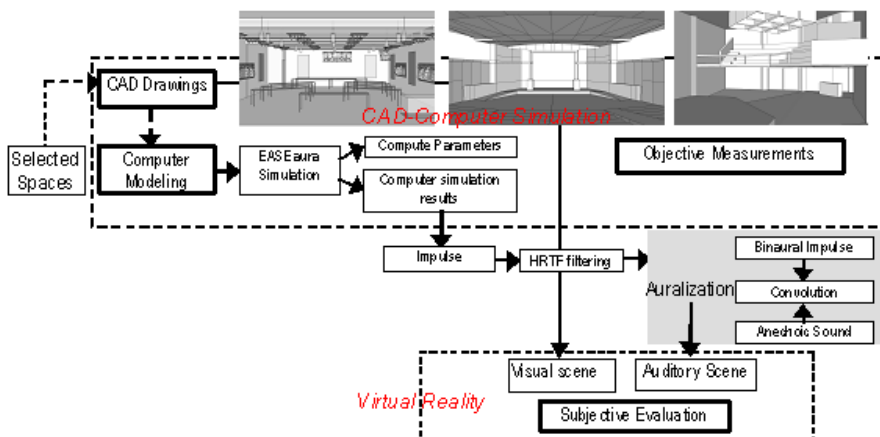 CAD Drawings
CAD-Computer Simulation
Selected
Spaces
Computer
Modeling
EASEaura
Simulation
Compute Parameters
Computer simulation
results
Objective Measurements
Impulse
HRTF filtering
Auralization
Binaural Impulse
Convolution
Anechoic Sound
Visual scene
Auditory Scene
Virtual Reality
Subjective Evaluation